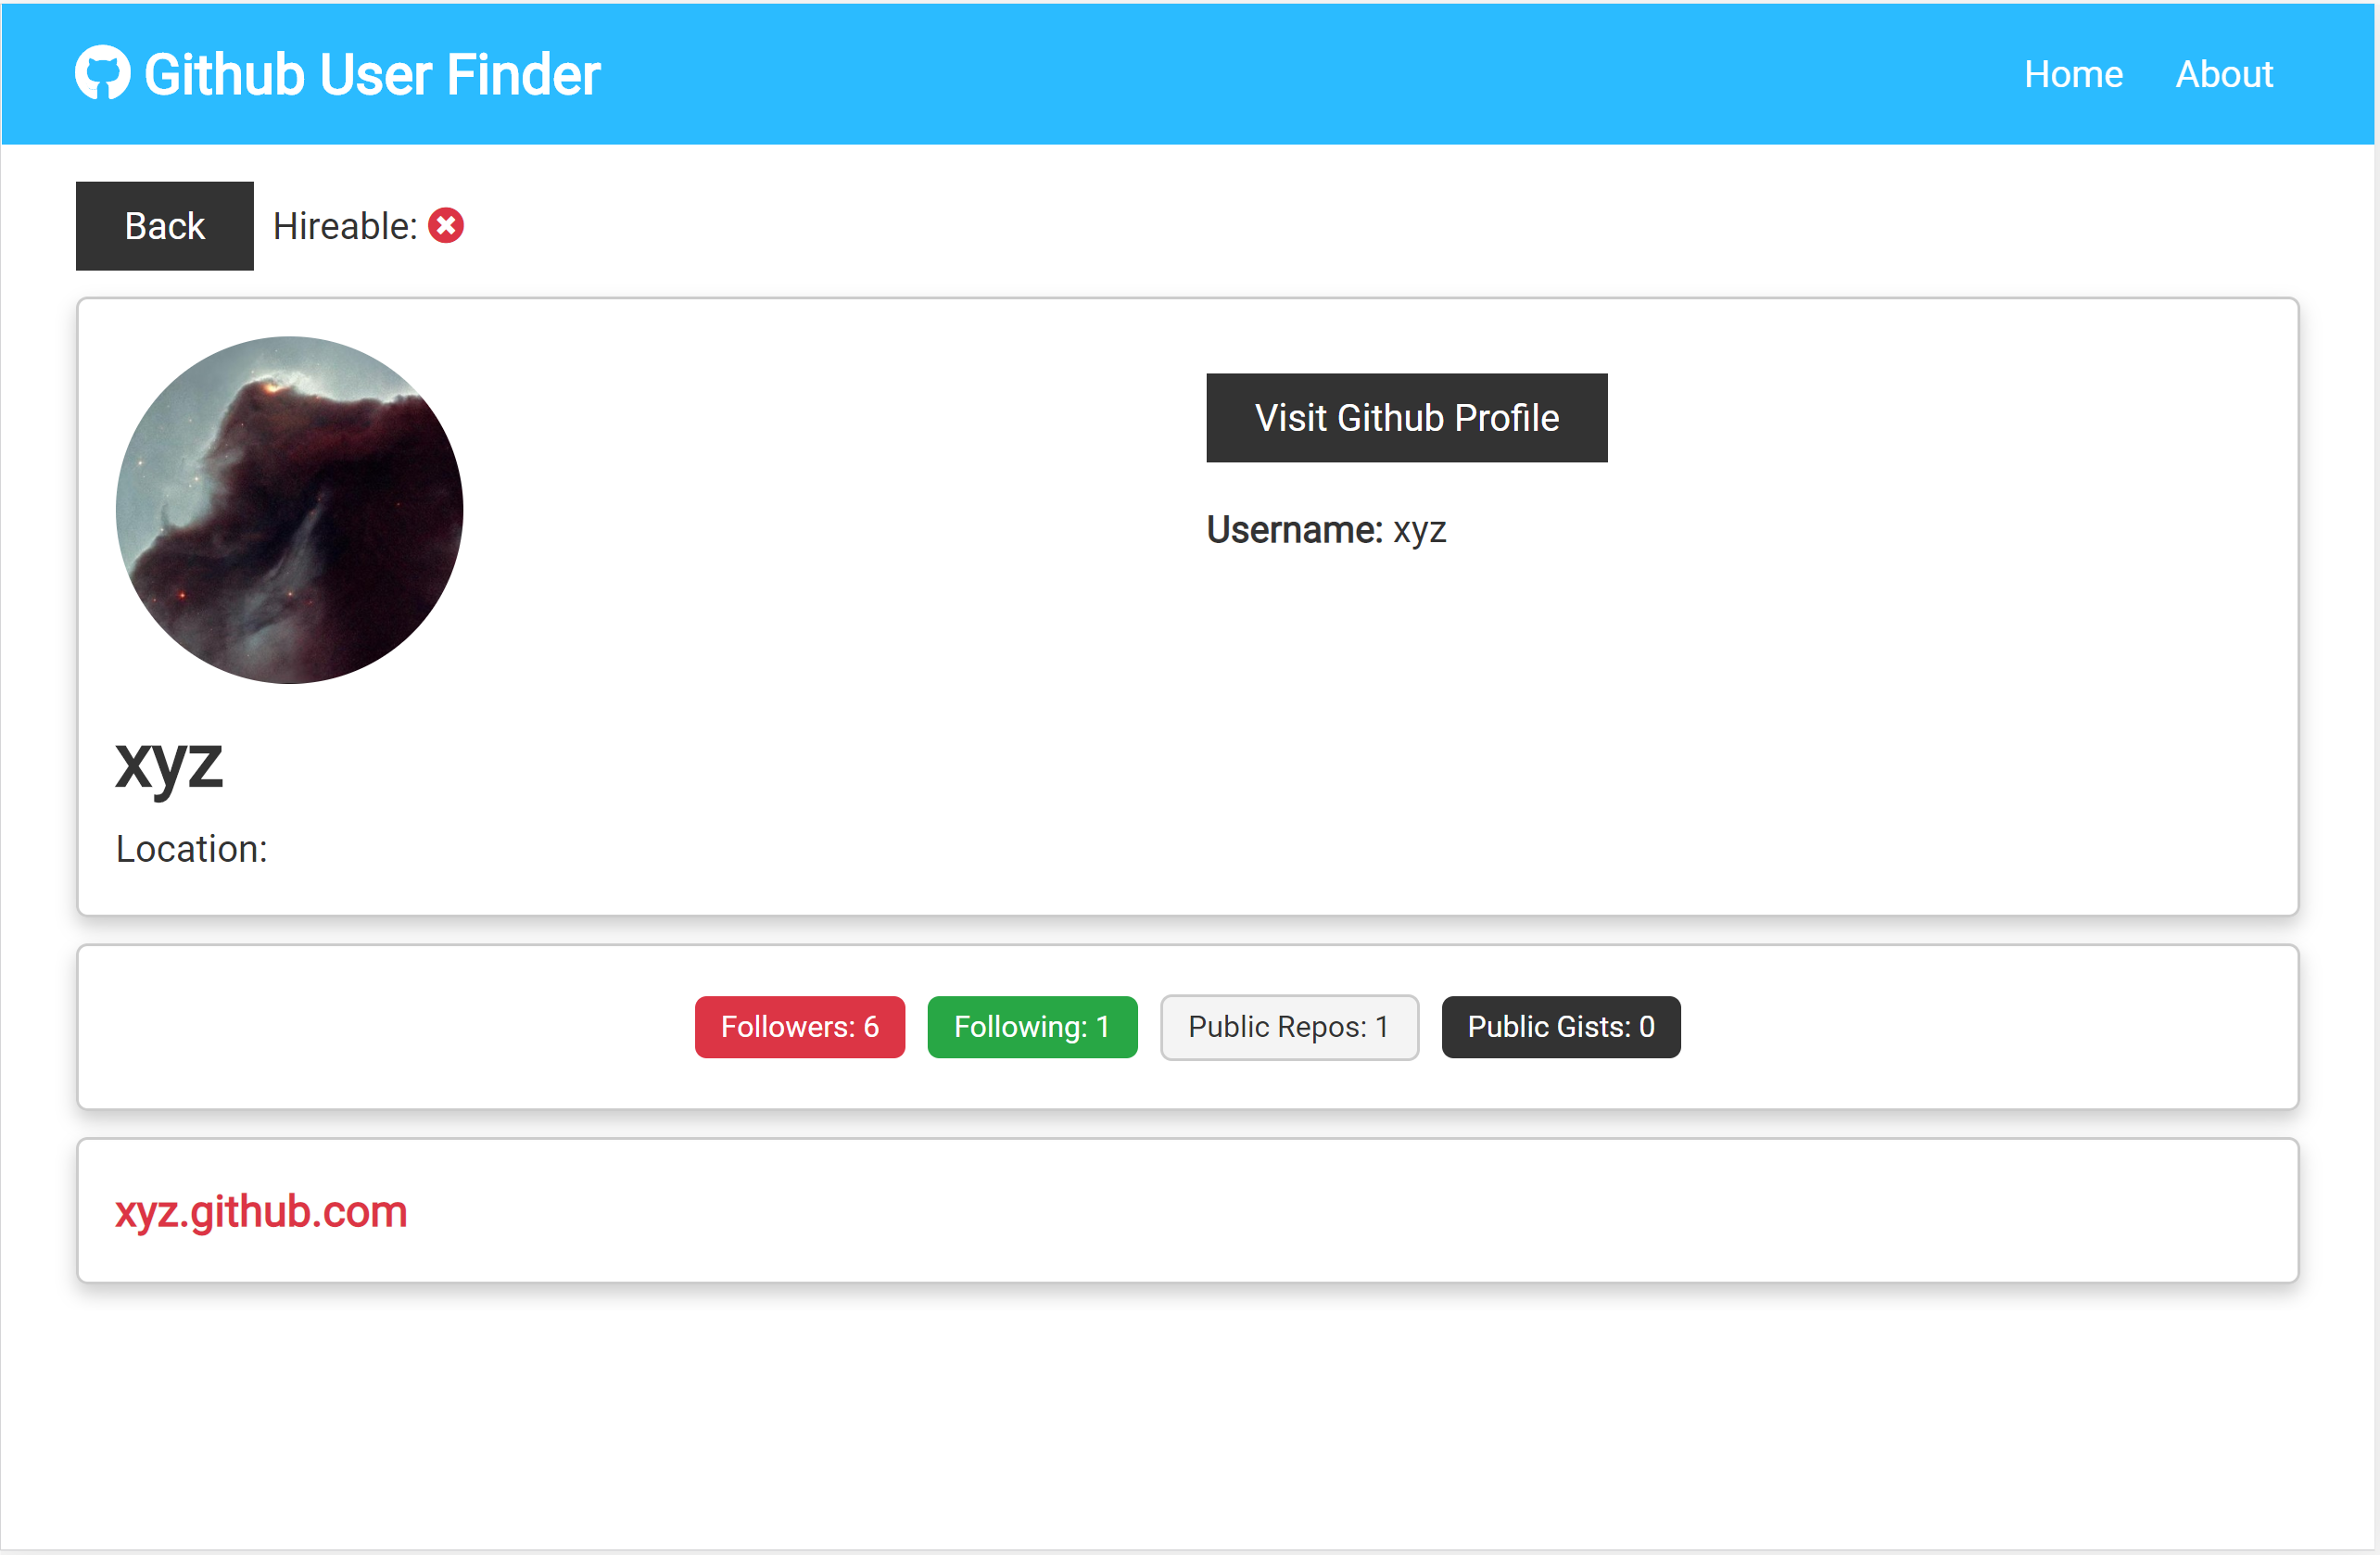 Github User Finder
Home
About
Back
Hireable:
Visit Github Profile
Username: xyz
xyz
Location:
Followers: 6
Following: 1
Public Repos: 1
Public Gists: 0
xyz.github.com